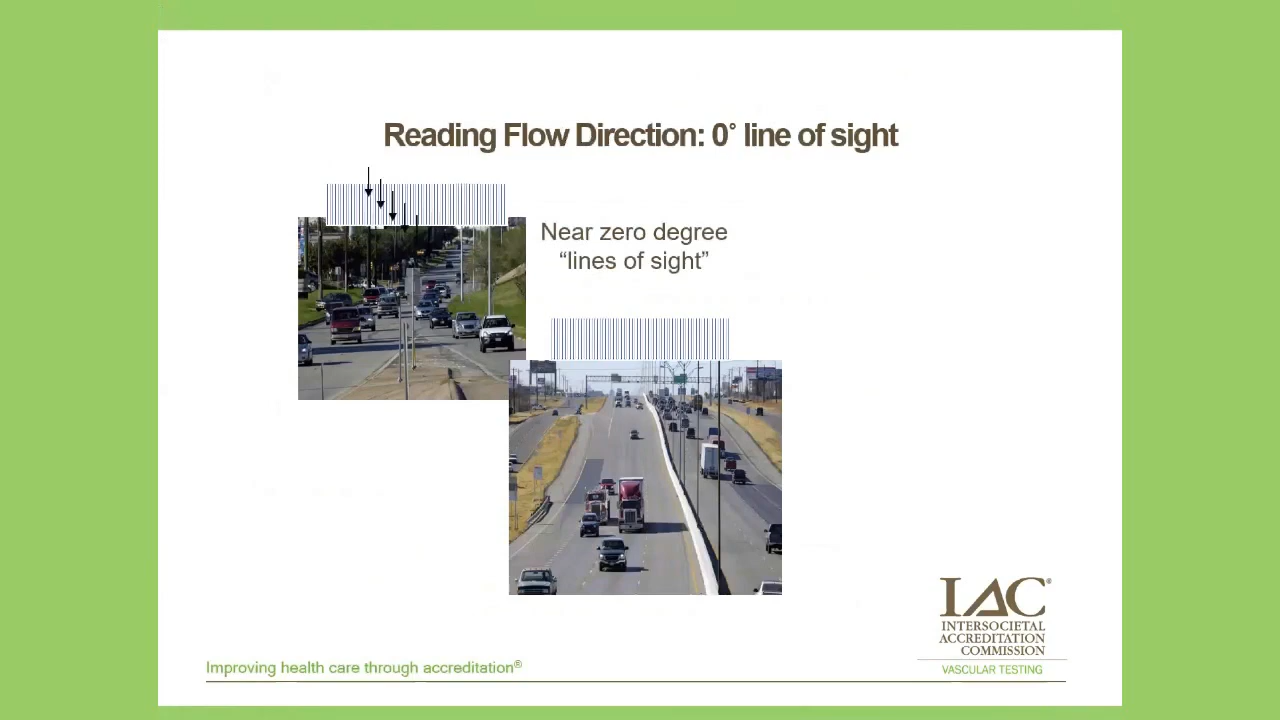 Reading Flow Direction: 0° line of sight
Near zero degree
“lines of sight”
IAC®
INTERSOCIETAL
ACCREDITATION
COMMISSION
VASCULAR TESTING
Improving health care through accreditation®